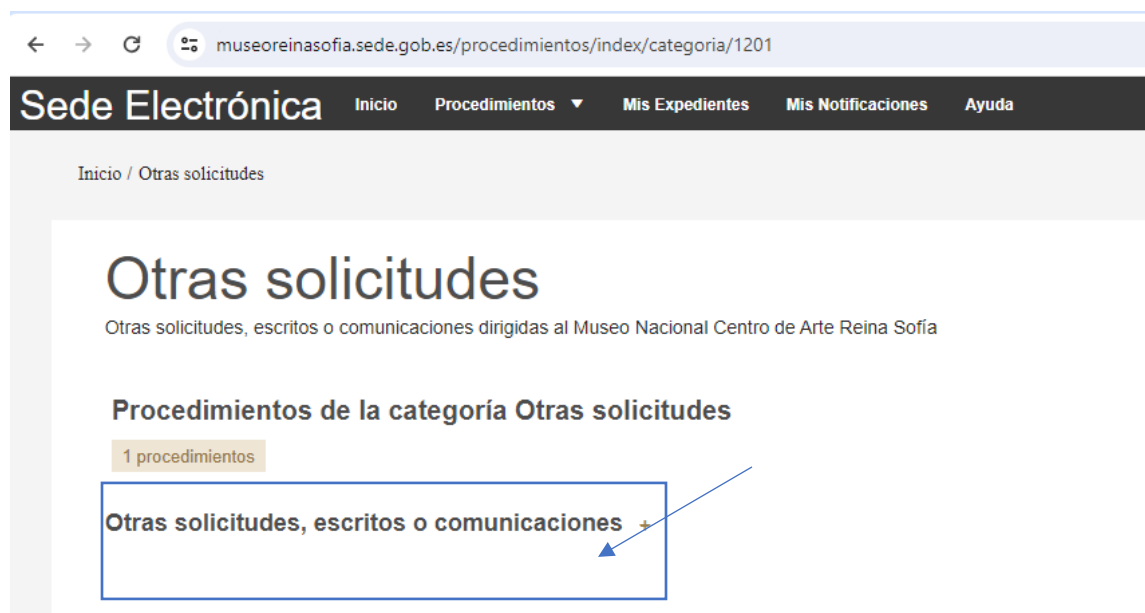 museoreinasofia.sede.gob.es/procedimientos/index/categoria/1201
Sede Electrónica Inicio Procedimientos ▼ Mis Expedientes Mis Notificaciones Ayuda
Inicio / Otras solicitudes
Otras solicitudes
Otras solicitudes, escritos o comunicaciones dirigidas al Museo Nacional Centro de Arte Reina Sofía
Procedimientos de la categoría Otras solicitudes
1 procedimientos
Otras solicitudes, escritos o comunicaciones +